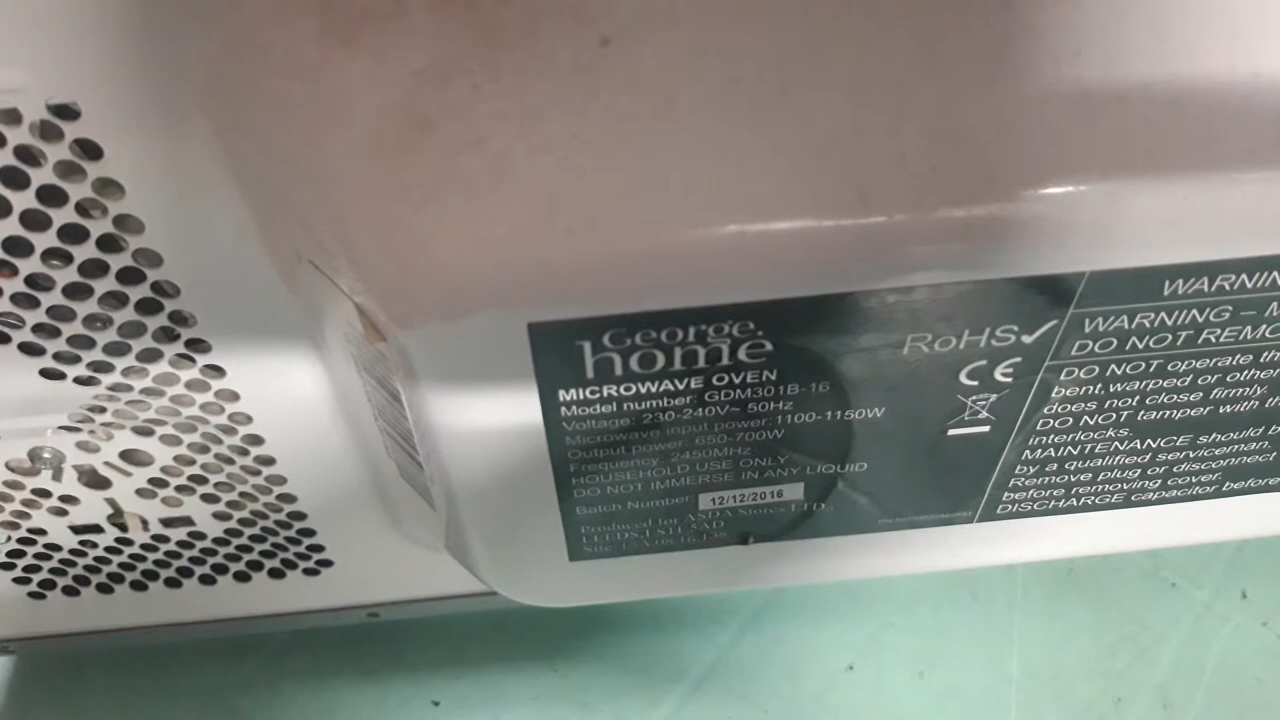 George.
home
MICROWAVE OVEN
Model number: GDM301B-16
Voltage: 230-240V~ 50Hz
Microwave input power: 1100-1150W
Output power: 650-700W
Frequency: 2450MHz
HOUSEHOLD USE ONLY
DO NOT IMMERSE IN ANY LIQUID
Batch Number 12/12/2016
Produced for ASDA Stores LTD.,
LEEDS,
RoHS✓
CE
WARNIN
WARNING – M
DO NOT REMO
DO NOT operate th
bent,warped or other
does not close firmly.
DO NOT tamper with th
interlocks.
MAINTENANCE should b
by a qualified serviceman.
Remove plug or disconnect
before removing cover.
DISCHARGE capacitor before